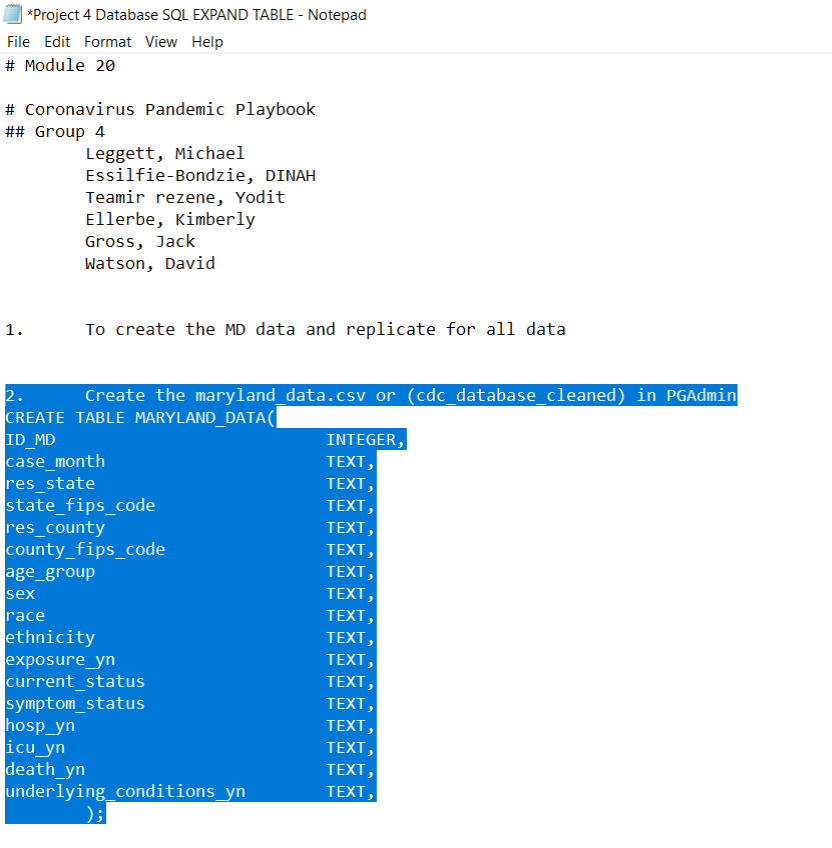 *Project 4 Database SQL EXPAND TABLE - Notepad
File Edit Format View Help
# Module 20
# Coronavirus Pandemic Playbook
## Group 4
Leggett, Michael
Essilfie-Bondzie, DINAH
Teamir rezene, Yodit
Ellerbe, Kimberly
Gross, Jack
Watson, David
1. To create the MD data and replicate for all data
2. Create the maryland_data.csv or (cdc_database_cleaned) in PGAdmin
CREATE TABLE MARYLAND_DATA(
ID_MD INTEGER,
case_month TEXT,
res_state TEXT,
state_fips_code TEXT,
res_county TEXT,
county_fips_code TEXT,
age_group TEXT,
sex TEXT,
race TEXT,
ethnicity TEXT,
exposure_yn TEXT,
current_status TEXT,
symptom_status TEXT,
hosp_yn TEXT,
icu_yn TEXT,
death_yn TEXT,
underlying_conditions_yn TEXT,
);